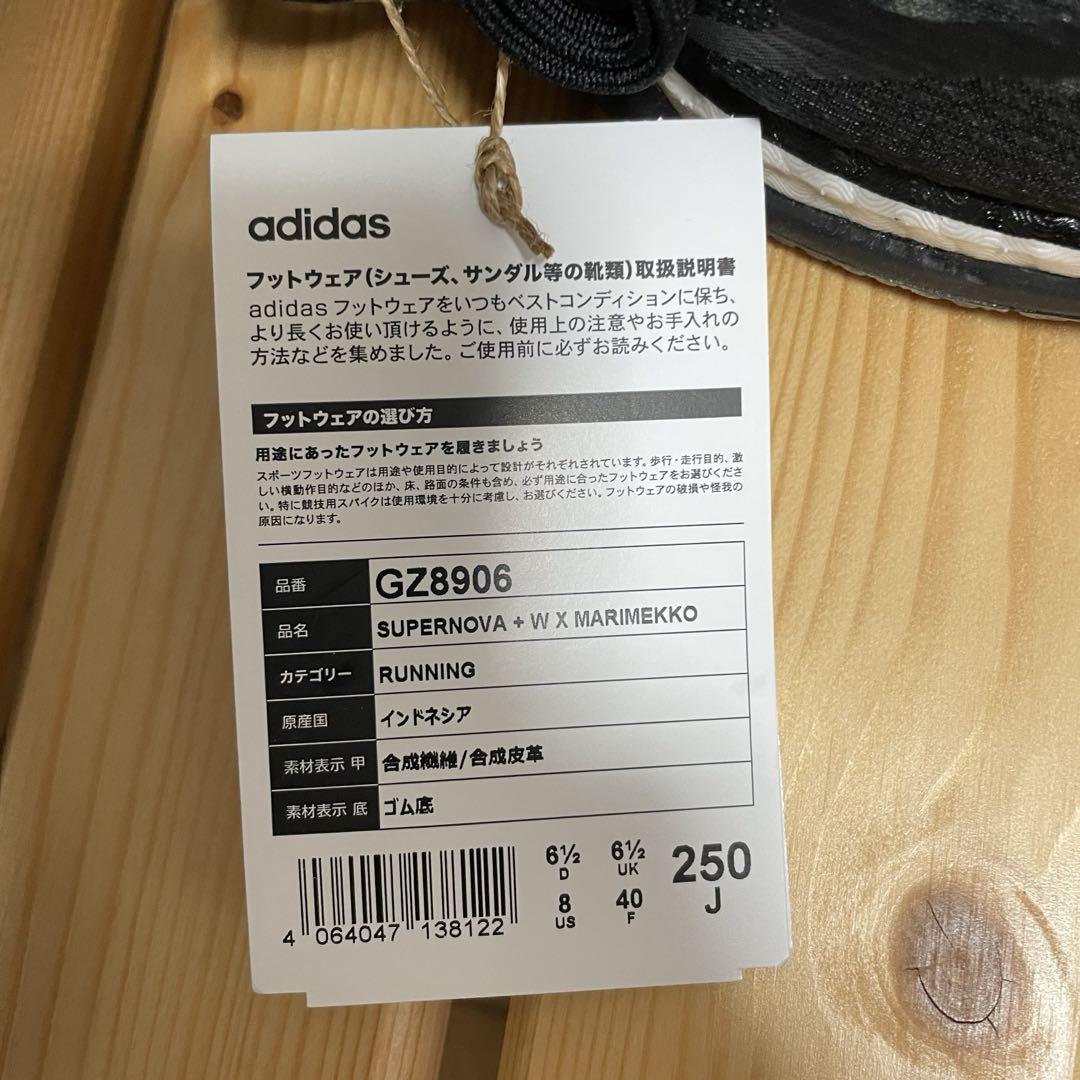 adidas
フットウェア(シューズ、サンダル等の靴類)取扱説明書
adidas フットウェアをいつもベストコンディションに保ち、
より長くお使い頂けるように、使用上の注意やお手入れの
方法などを集めました。ご使用前に必ずお読みください。
フットウェアの選び方
用途にあったフットウェアを履きましょう
スポーツフットウェアは用途や使用目的によって設計がそれぞれされています。歩行・走行目的、激
しい横動作目的などのほか、床、路面の条件も含め、必ず用途に合ったフットウェアをお選びくださ
い。特に競技用スパイクは使用環境を十分に考慮し、お選びください。フットウェアの破損や怪我の
原因になります。
品番 GZ8906
品名 SUPERNOVA + W X MARIMEKKO
カテゴリー RUNNING
原産国 インドネシア
素材表示 甲 合成繊維/合成皮革
素材表示 底 ゴム底
6½ 6½ 250
D UK J
8 40
US F
4 064047 138122